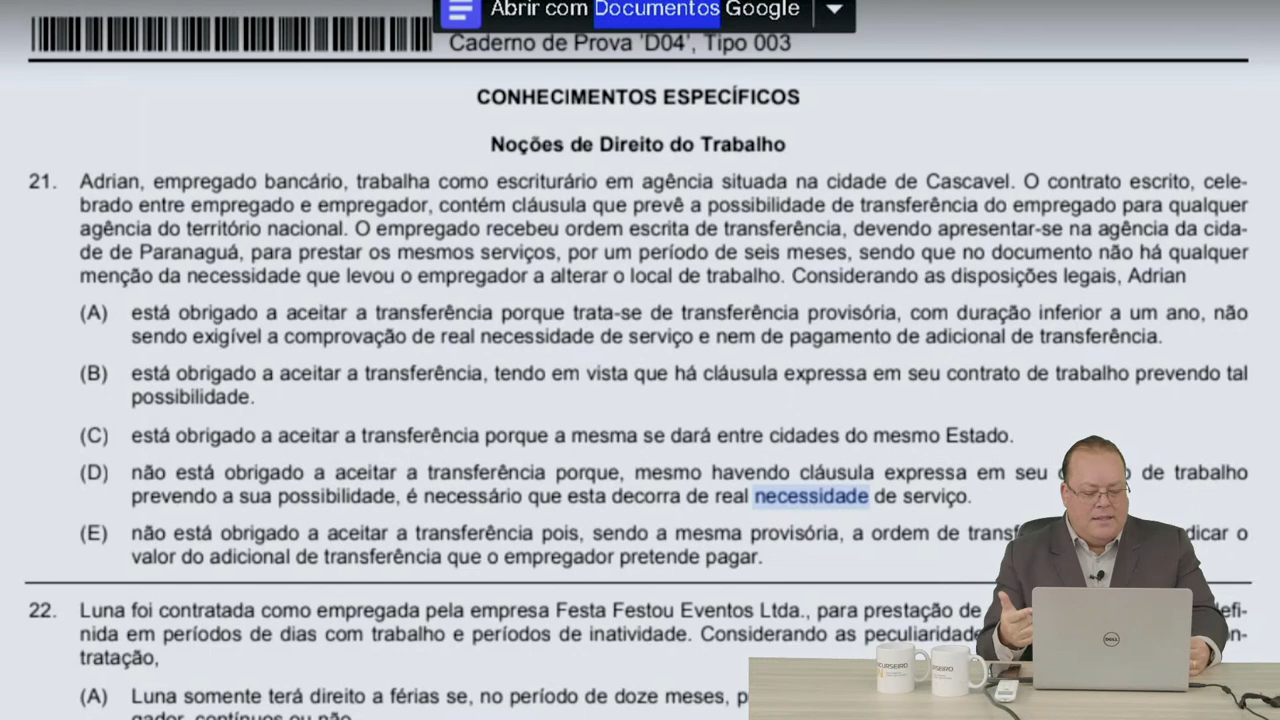 Abrir com Documentos Google
Caderno de Prova 'D04', Tipo 003
CONHECIMENTOS ESPECÍFICOS
Noções de Direito do Trabalho
21. Adrian, empregado bancário, trabalha como escriturário em agência situada na cidade de Cascavel. O contrato escrito, cele-
brado entre empregado e empregador, contém cláusula que prevê a possibilidade de transferência do empregado para qualquer
agência do território nacional. O empregado recebeu ordem escrita de transferência, devendo apresentar-se na agência da cida-
de de Paranaguá, para prestar os mesmos serviços, por um período de seis meses, sendo que no documento não há qualquer
menção da necessidade que levou o empregador a alterar o local de trabalho. Considerando as disposições legais, Adrian
(A) está obrigado a aceitar a transferência porque trata-se de transferência provisória, com duração inferior a um ano, não
sendo exigível a comprovação de real necessidade de serviço e nem de pagamento de adicional de transferência.
(B) está obrigado a aceitar a transferência, tendo em vista que há cláusula expressa em seu contrato de trabalho prevendo tal
possibilidade.
(C) está obrigado a aceitar a transferência porque a mesma se dará entre cidades do mesmo Estado.
(D) não está obrigado a aceitar a transferência porque, mesmo havendo cláusula expressa em seu de trabalho
prevendo a sua possibilidade, é necessário que esta decorra de real necessidade de serviço.
(E) não está obrigado a aceitar a transferência pois, sendo a mesma provisória, a ordem de o
valor do adicional de transferência que o empregador pretende pagar.
22. Luna foi contratada como empregada pela empresa Festa Festou Eventos Ltda., para prestação de
nida em períodos de dias com trabalho e períodos de inatividade. Considerando as
tratação,
(A) Luna somente terá direito a férias se, no período de doze meses,
gador, contínuos ou não
DELL